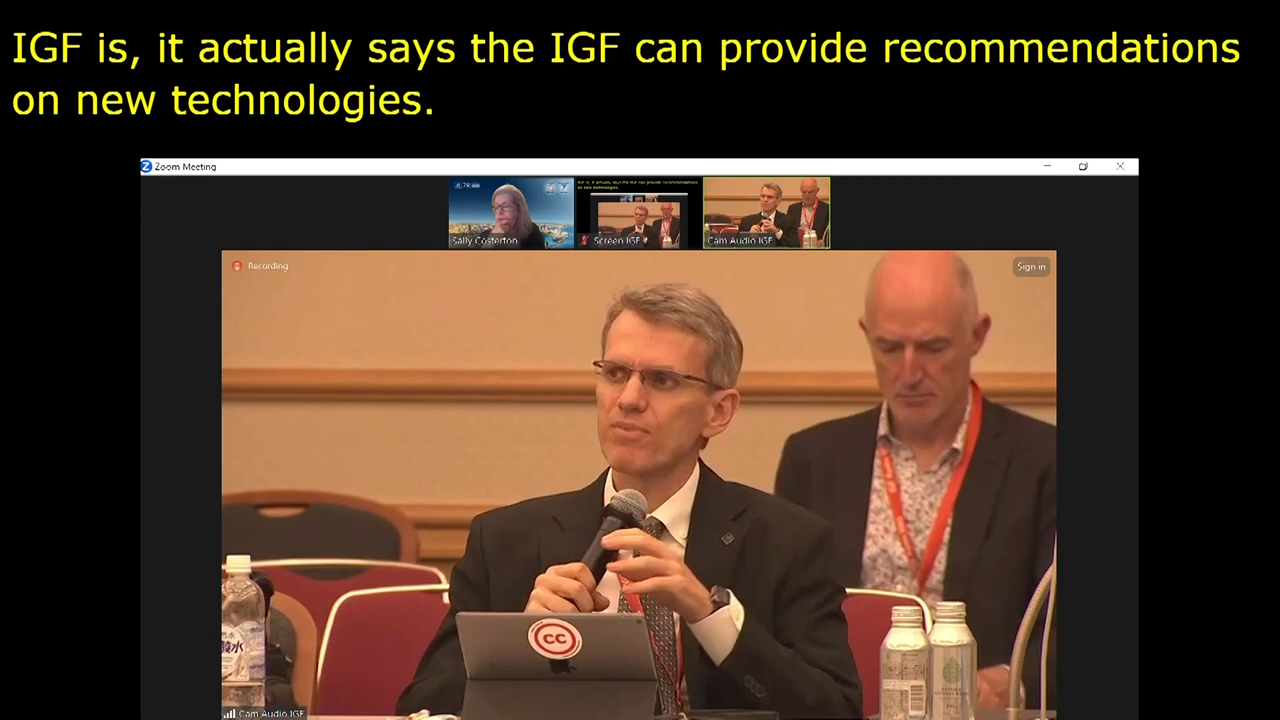 IGF is, it actually says the IGF can provide recommendations
on new technologies.
Zoom Meeting
Sally Costerton
Screen IGF
Cam Audio IGF
Recording
Sign in
cc
Cam Audio IGF